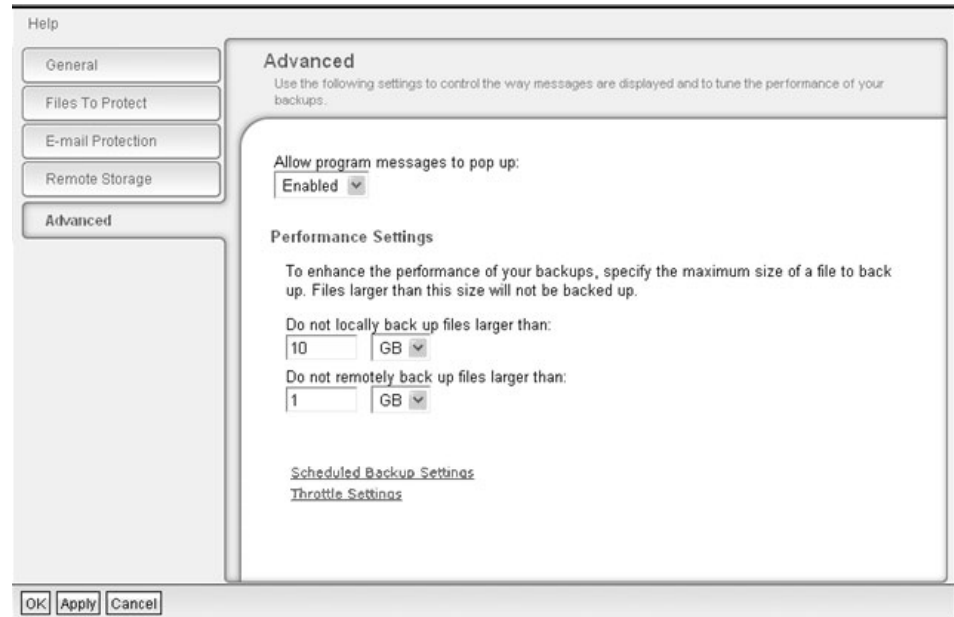 Help
General
Files To Protect
E-mail Protection
Remote Storage
Advanced
Advanced
Use the following settings to control the way messages are displayed and to tune the performance of your
backups.
Allow program messages to pop up:
Enabled
Performance Settings
To enhance the performance of your backups, specify the maximum size of a file to back
up. Files larger than this size will not be backed up.
Do not locally back up files larger than:
10 GB
Do not remotely back up files larger than:
1 GB
Scheduled Backup Settings
Throttle Settings
OK Apply Cancel